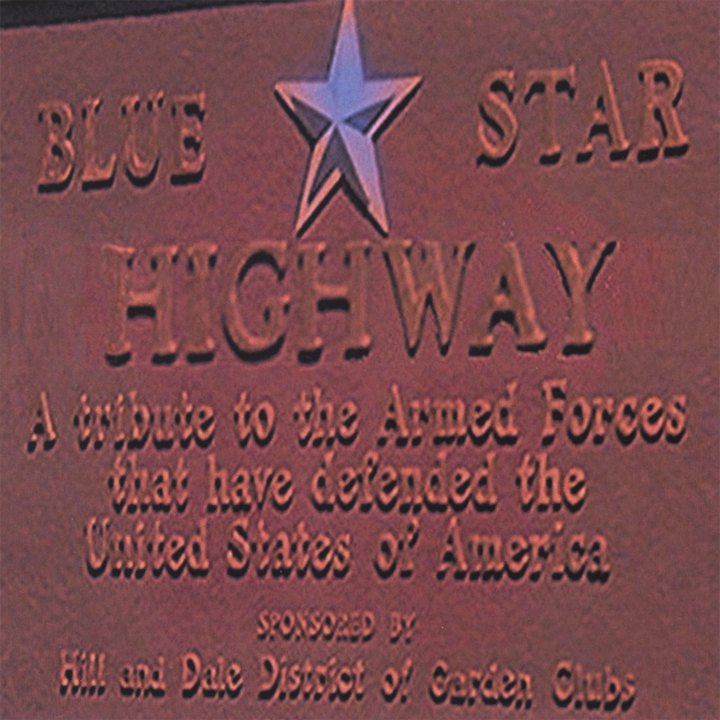 BLUE STAR
HIGHWAY
A tribute to the Armed Forces
that have defended the
United States of America
SPONSORED BY
Hill and Dale District of Garden Clubs